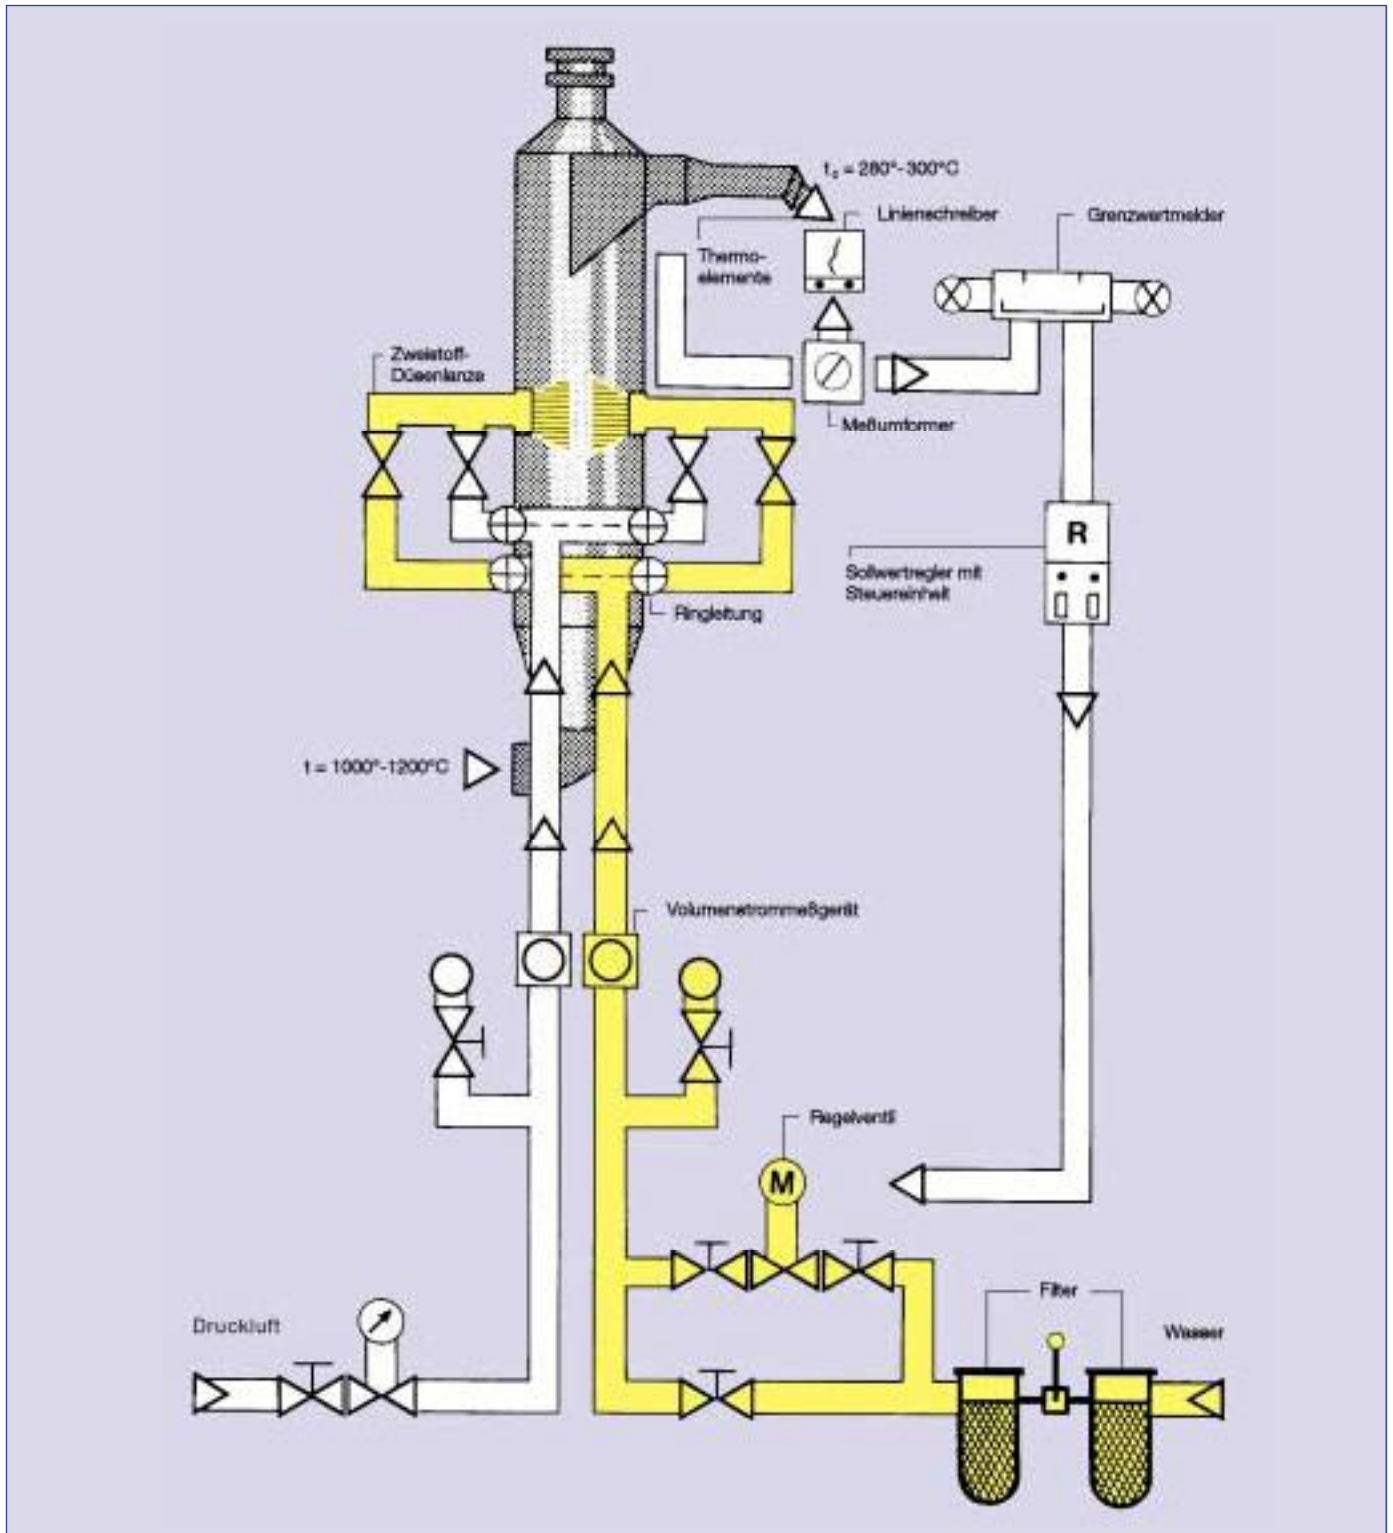 t₀ = 280°-300°C
Linienschreiber
Grenzwertmelder
Thermo-
elemente
Zweistoff-
Düsenlanze
Meßumformer
R
Sollwertregler mit
Steuereinheit
Ringleitung
t = 1000°-1200°C
Volumenstrommeßgerät
Regelventil
M
Filter
Druckluft
Wasser